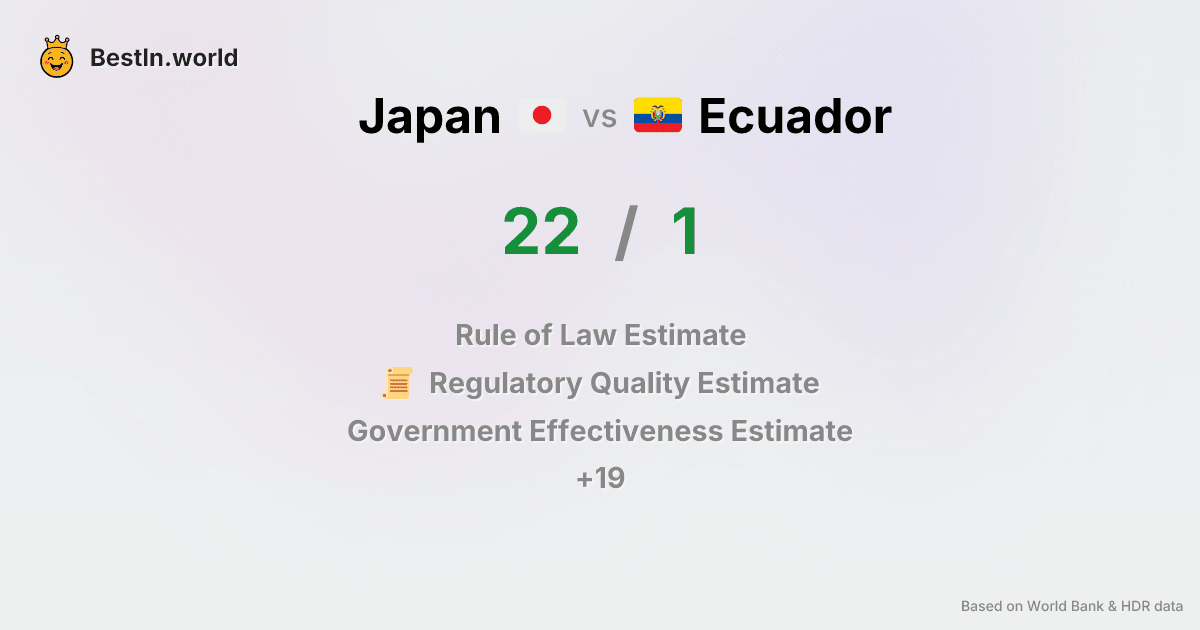 BestIn.world
Japan vs Ecuador
22 / 1
Rule of Law Estimate
Regulatory Quality Estimate
Government Effectiveness Estimate
+19
Based on World Bank & HDR data